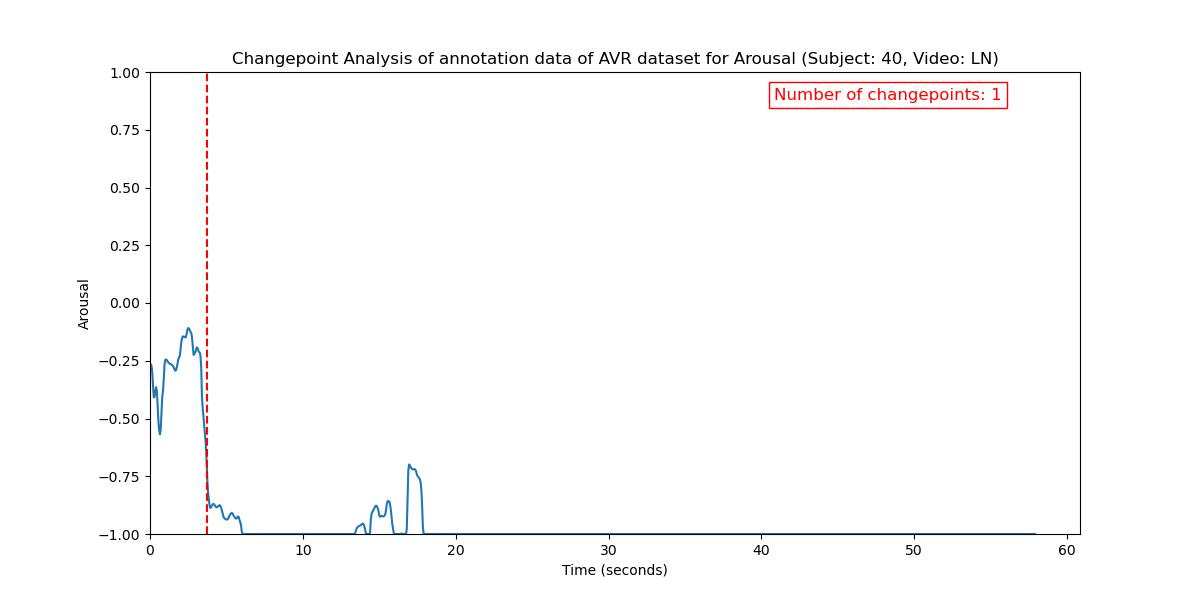 Changepoint Analysis of annotation data of AVR dataset for Arousal (Subject: 40, Video: LN)
Number of changepoints: 1
1.00
0.75
0.50
0.25
0.00
−0.25
−0.50
−0.75
−1.00
Arousal
0 10 20 30 40 50 60
Time (seconds)